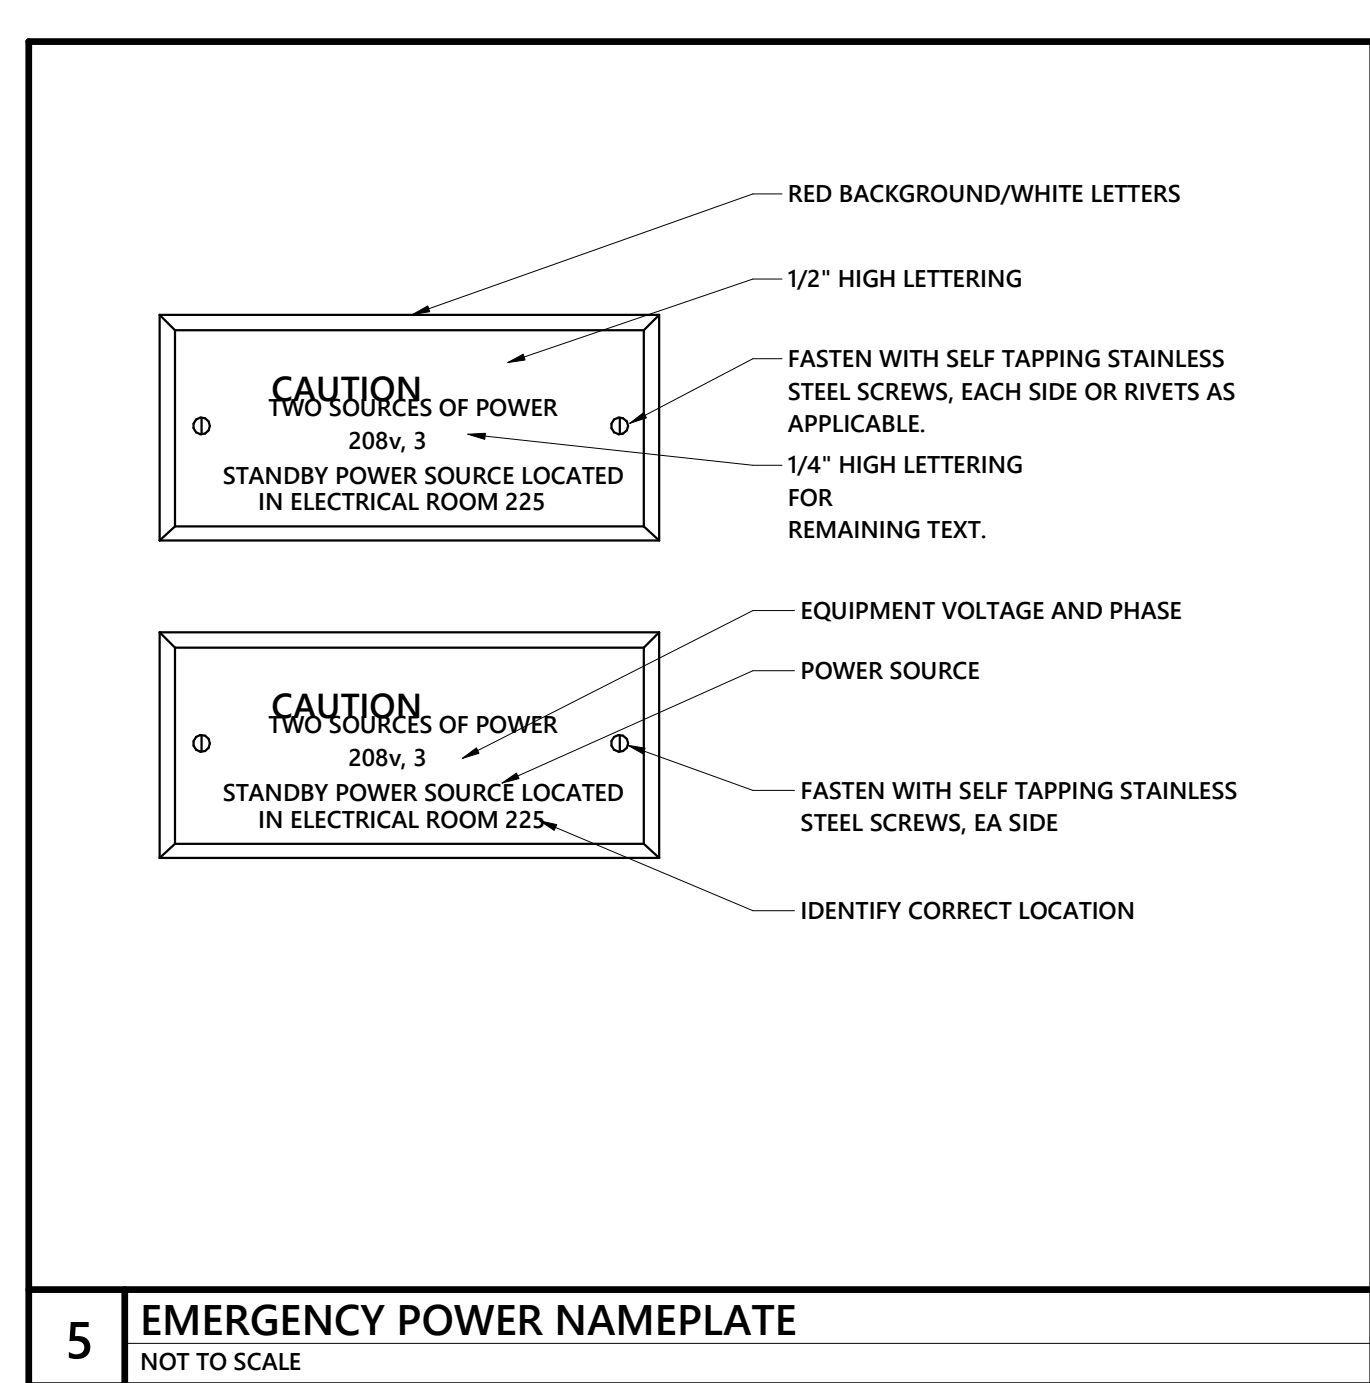 RED BACKGROUND/WHITE LETTERS
1/2" HIGH LETTERING
FASTEN WITH SELF TAPPING STAINLESS
STEEL SCREWS, EACH SIDE OR RIVETS AS
APPLICABLE.
1/4" HIGH LETTERING
FOR
REMAINING TEXT.
CAUTION
TWO SOURCES OF POWER
208v, 3
STANDBY POWER SOURCE LOCATED
IN ELECTRICAL ROOM 225
EQUIPMENT VOLTAGE AND PHASE
POWER SOURCE
FASTEN WITH SELF TAPPING STAINLESS
STEEL SCREWS, EA SIDE
IDENTIFY CORRECT LOCATION
CAUTION
TWO SOURCES OF POWER
208v, 3
STANDBY POWER SOURCE LOCATED
IN ELECTRICAL ROOM 225
5
EMERGENCY POWER NAMEPLATE
NOT TO SCALE